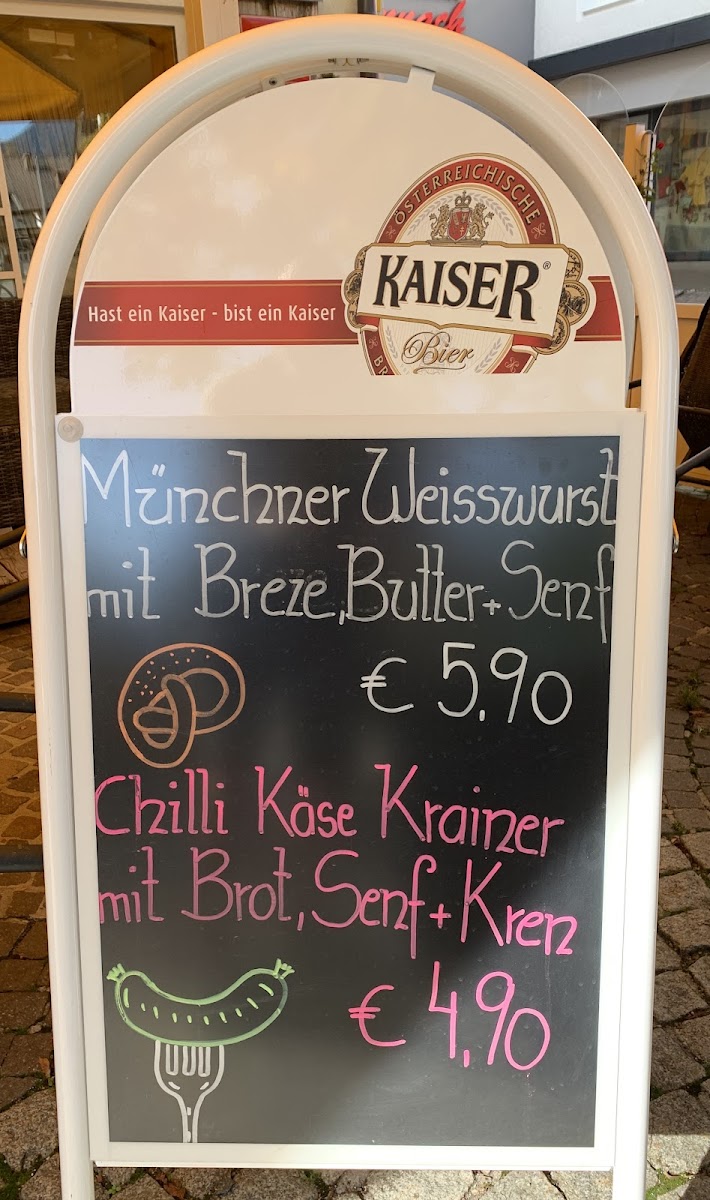 ÖSTERREICHISCHE
KAISER®
Hast ein Kaiser - bist ein Kaiser
Bier
Münchner Weisswurst
mit Breze, Butter + Senf
€ 5,90
Chilli Käse Krainer
mit Brot, Senf + Kren
€ 4,90